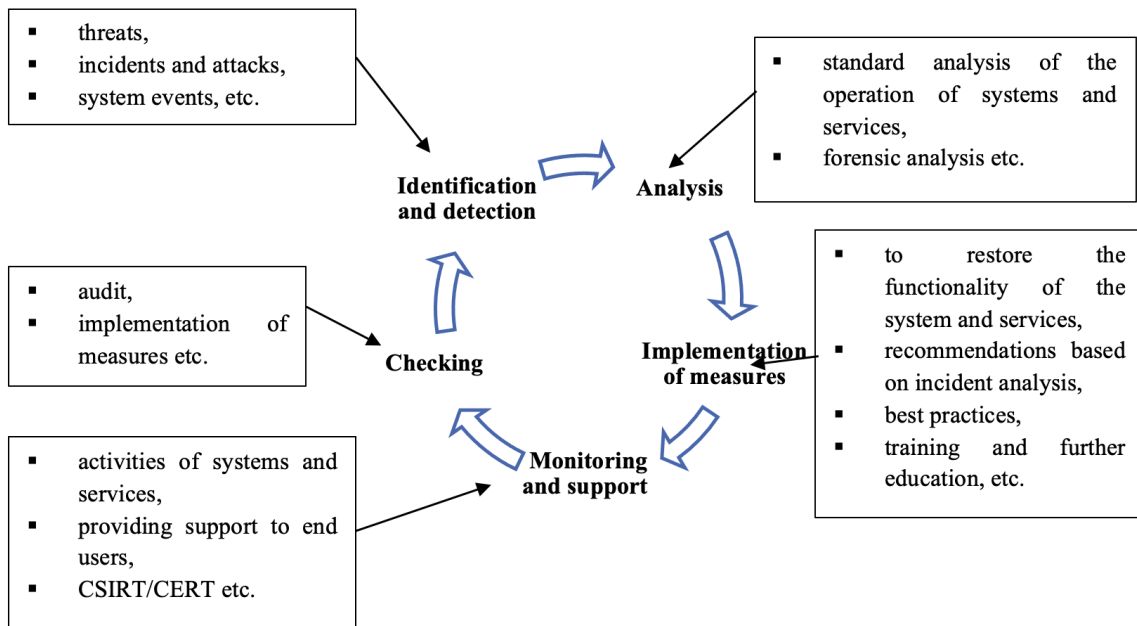 ▪ threats,
▪ incidents and attacks,
▪ system events, etc.
▪ standard analysis of the
operation of systems and
services,
▪ forensic analysis etc.
Identification
and detection
Analysis
▪ to restore the
functionality of the
system and services,
▪ recommendations based
on incident analysis,
▪ best practices,
▪ training and further
education, etc.
▪ audit,
▪ implementation of
measures etc.
Checking
Implementation
of measures
▪ activities of systems and
services,
▪ providing support to end
users,
▪ CSIRT/CERT etc.
Monitoring
and support